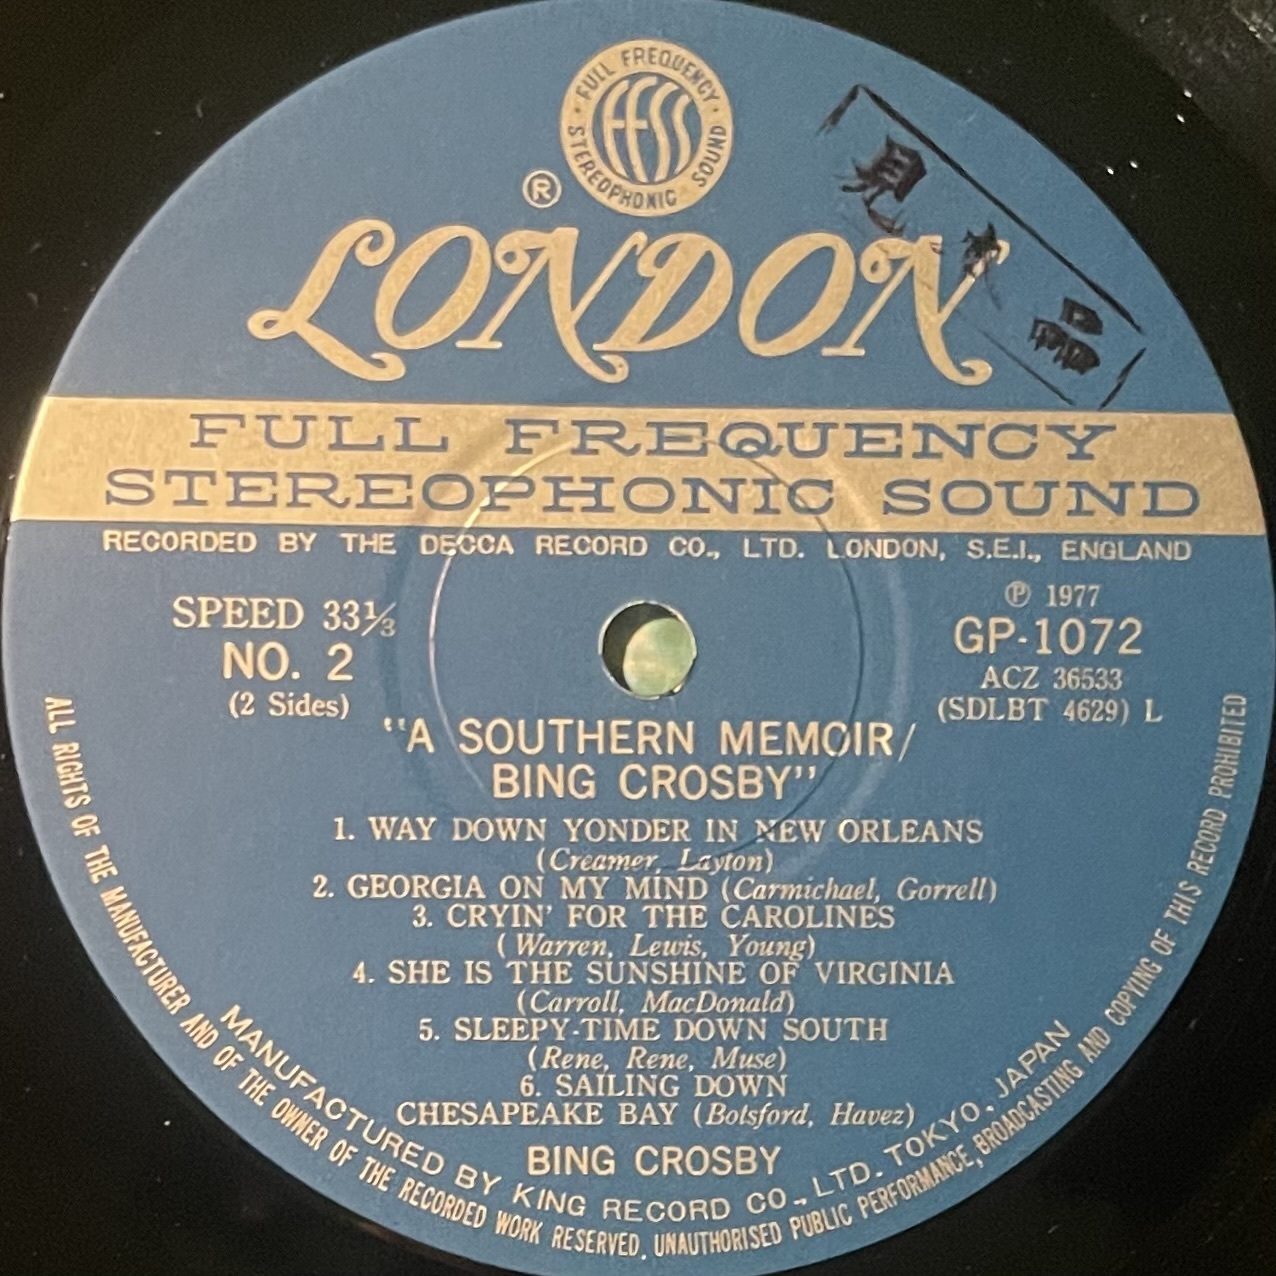 FULL FREQUENCY
FFSS
STEREOPHONIC SOUND
®
LONDON
見本品
FULL FREQUENCY
STEREOPHONIC SOUND
RECORDED BY THE DECCA RECORD CO., LTD. LONDON, S.E.I., ENGLAND
SPEED 33⅓
NO. 2
(2 Sides)
℗ 1977
GP-1072
ACZ 36533
(SDLBT 4629) L
"A SOUTHERN MEMOIR/
BING CROSBY"
1. WAY DOWN YONDER IN NEW ORLEANS
(Creamer, Layton)
2. GEORGIA ON MY MIND (Carmichael, Gorrell)
3. CRYIN' FOR THE CAROLINES
(Warren, Lewis, Young)
4. SHE IS THE SUNSHINE OF VIRGINIA
(Carroll, MacDonald)
5. SLEEPY-TIME DOWN SOUTH
(Rene, Rene, Muse)
6. SAILING DOWN
CHESAPEAKE BAY (Botsford, Havez)
BING CROSBY
MANUFACTURED BY KING RECORD CO., LTD. TOKYO, JAPAN
ALL RIGHTS OF THE MANUFACTURER AND OF THE OWNER OF THE RECORDED WORK RESERVED. UNAUTHORISED PUBLIC PERFORMANCE, BROADCASTING AND COPYING OF THIS RECORD PROHIBITED